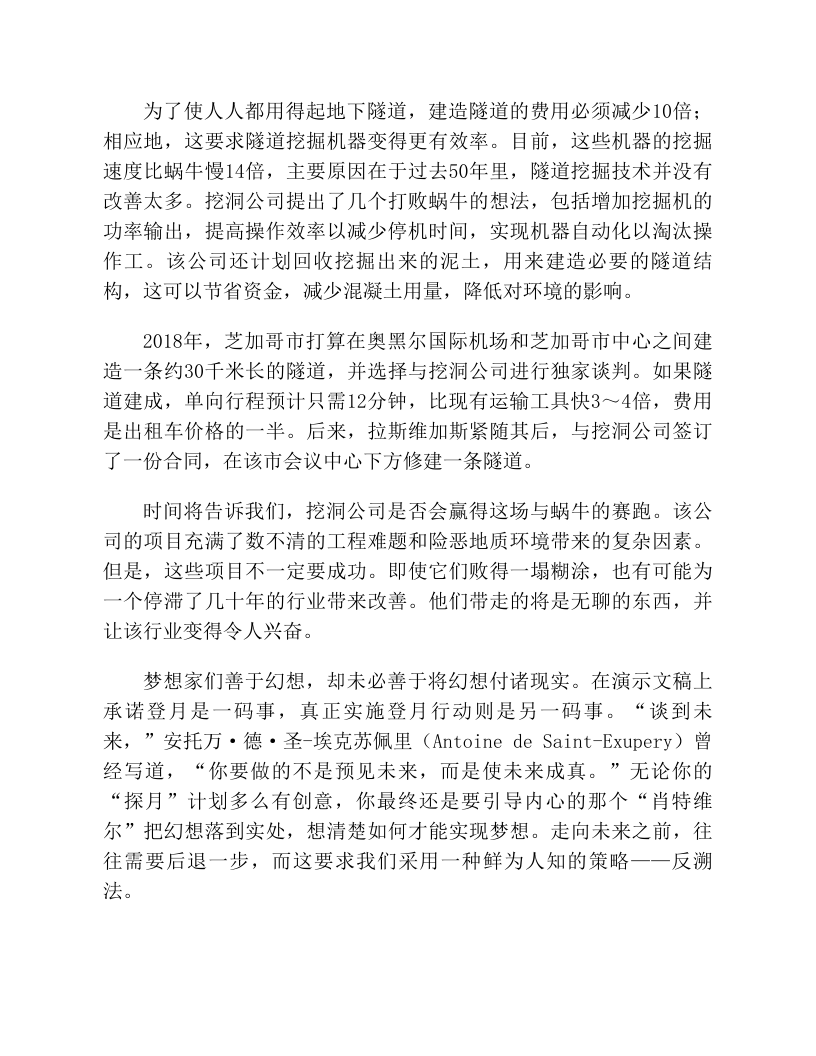 为了使人人都用得起地下隧道，建造隧道的费用必须减少10倍；
相应地，这要求隧道挖掘机器变得更有效率。目前，这些机器的挖掘
速度比蜗牛慢14倍，主要原因在于过去50年里，隧道挖掘技术并没有
改善太多。挖洞公司提出了几个打败蜗牛的想法，包括增加挖掘机的
功率输出，提高操作效率以减少停机时间，实现机器自动化以淘汰操
作工。该公司还计划回收挖掘出来的泥土，用来建造必要的隧道结
构，这可以节省资金，减少混凝土用量，降低对环境的影响。
2018年，芝加哥市打算在奥黑尔国际机场和芝加哥市中心之间建
造一条约30千米长的隧道，并选择与挖洞公司进行独家谈判。如果隧
道建成，单向行程预计只需12分钟，比现有运输工具快3～4倍，费用
是出租车价格的一半。后来，拉斯维加斯紧随其后，与挖洞公司签订
了一份合同，在该市会议中心下方修建一条隧道。
时间将告诉我们，挖洞公司是否会赢得这场与蜗牛的赛跑。该公
司的项目充满了数不清的工程难题和险恶地质环境带来的复杂因素。
但是，这些项目不一定要成功。即使它们败得一塌糊涂，也有可能为
一个停滞了几十年的行业带来改善。他们带走的将是无聊的东西，并
让该行业变得令人兴奋。
梦想家们善于幻想，却未必善于将幻想付诸现实。在演示文稿上
承诺登月是一码事，真正实施登月行动则是另一码事。“谈到未
来，”安托万·德·圣-埃克苏佩里（Antoine de Saint-Exupery）曾
经写道，“你要做的不是预见未来，而是使未来成真。”无论你的
“探月”计划多么有创意，你最终还是要引导内心的那个“肖特维
尔”把幻想落到实处，想清楚如何才能实现梦想。走向未来之前，往
往需要后退一步，而这要求我们采用一种鲜为人知的策略——反溯
法。